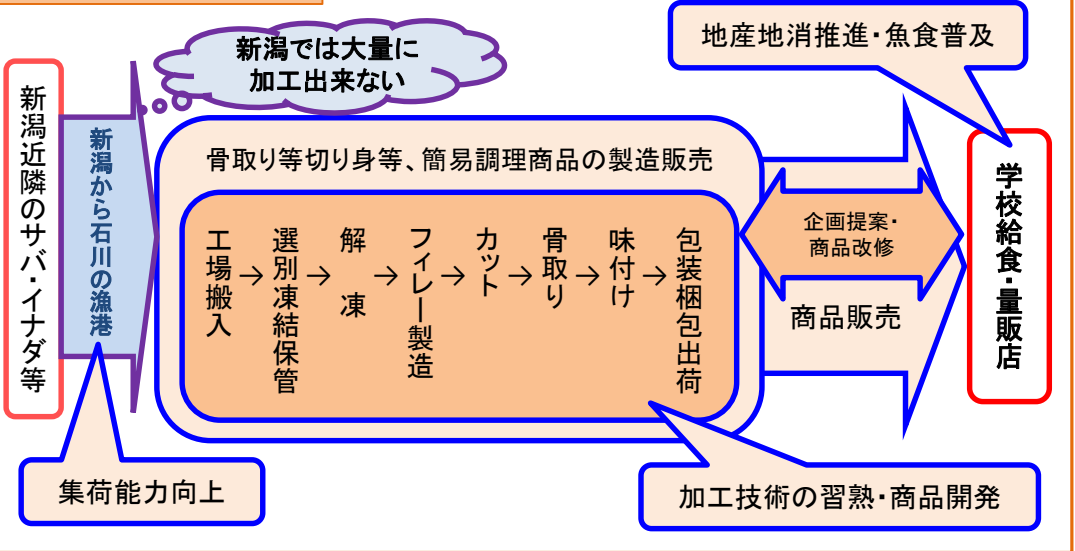 新潟では大量に
加工出来ない
地産地消推進・魚食普及
新潟近隣のサバ・イナダ等
新潟から石川の漁港
骨取り等切り身等、簡易調理商品の製造販売
工場搬入
→
選別凍結保管
→
解 凍
→
フィレー製造
→
カット
→
骨取り
→
味付け
→
包装梱包出荷
企画提案・
商品改修
商品販売
学校給食・量販店
集荷能力向上
加工技術の習熟・商品開発